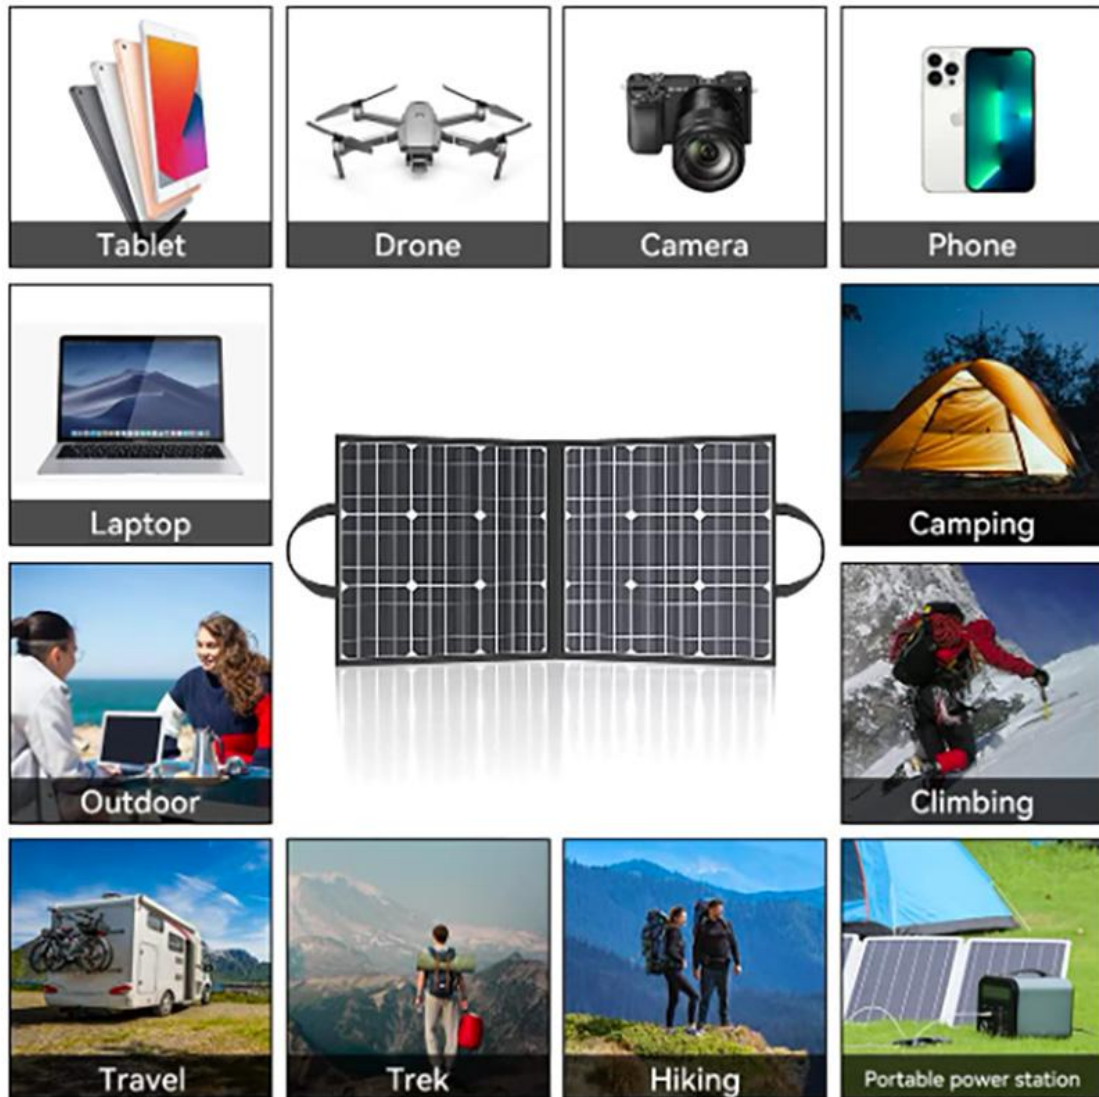 Tablet
Drone
Camera
Phone
Laptop
Camping
Outdoor
Climbing
Travel
Trek
Hiking
Portable power station